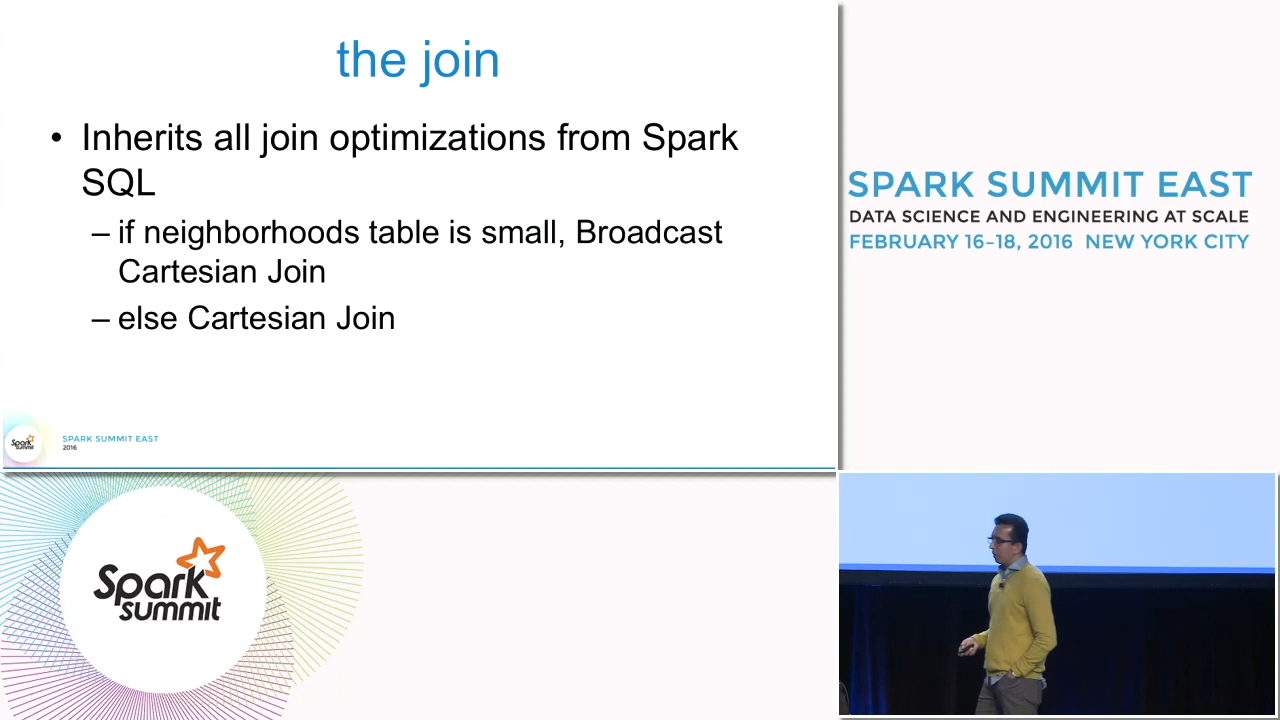 the join
• Inherits all join optimizations from Spark
SQL
– if neighborhoods table is small, Broadcast
Cartesian Join
– else Cartesian Join
Spark
summit
SPARK SUMMIT EAST
2016
SPARK SUMMIT EAST
DATA SCIENCE AND ENGINEERING AT SCALE
FEBRUARY 16–18, 2016 NEW YORK CITY
Spark
summit